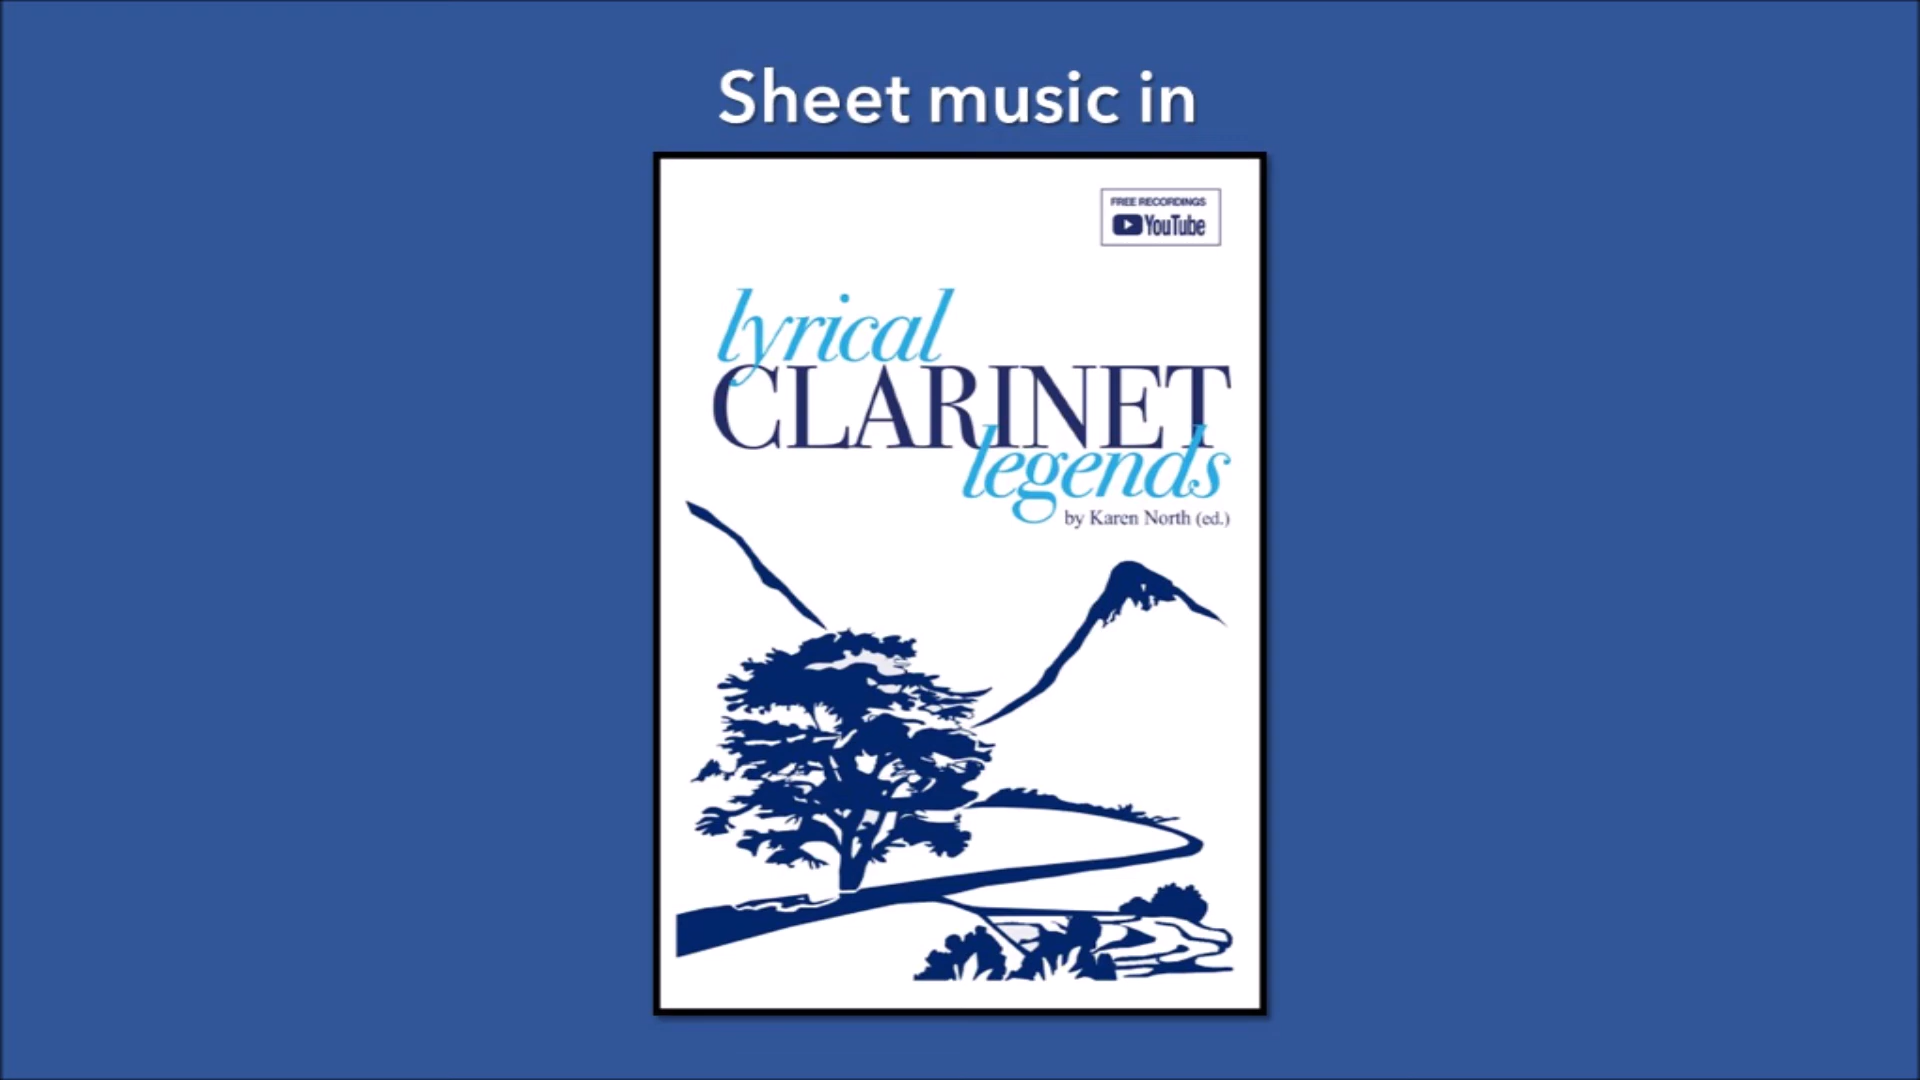 Sheet music in
FREE RECORDINGS
YouTube
lyrical
CLARINET
legends
by Karen North (ed.)